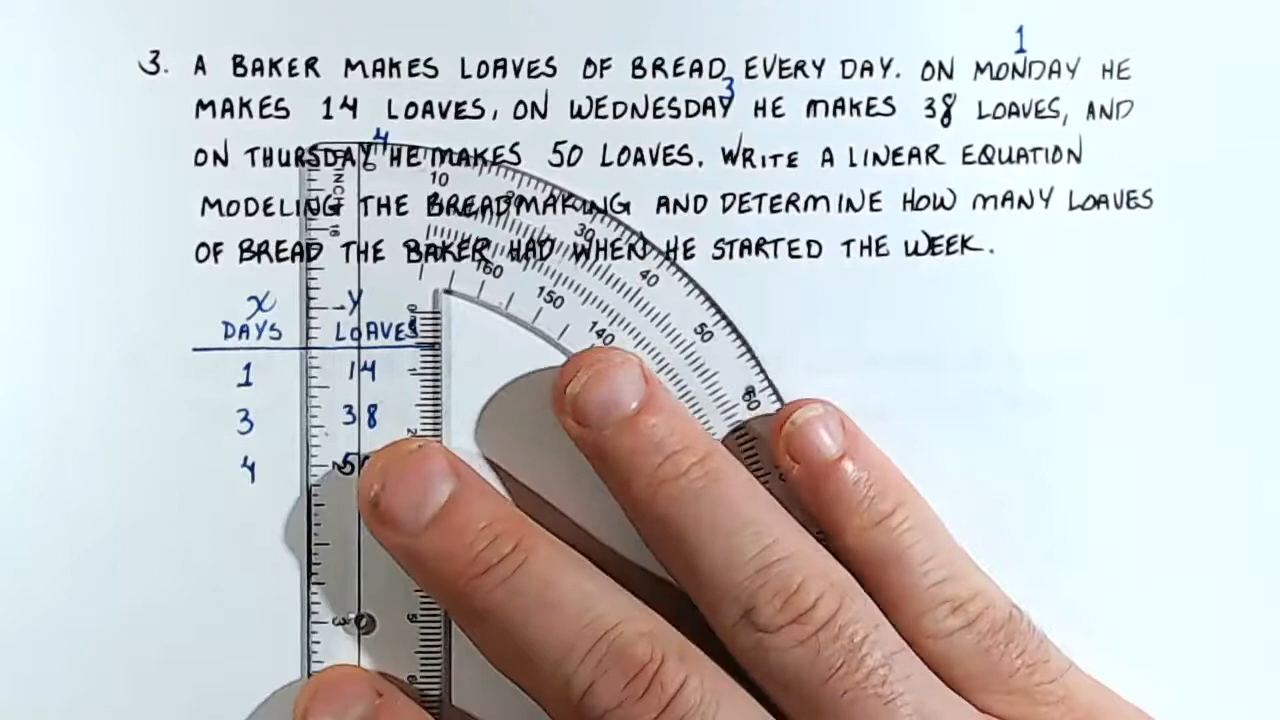 1
3. A BAKER MAKES LOAVES OF BREAD EVERY DAY. ON MONDAY HE
3
MAKES 14 LOAVES, ON WEDNESDAY HE MAKES 38 LOAVES, AND
4
ON THURSDAY HE MAKES 50 LOAVES. WRITE A LINEAR EQUATION
MODELING THE BREADMAKING AND DETERMINE HOW MANY LOAVES
OF BREAD THE BAKER HAD WHEN HE STARTED THE WEEK.
x y
DAYS LOAVES
1 14
3 38
4 50
10
30
40
50
60
160
150
140